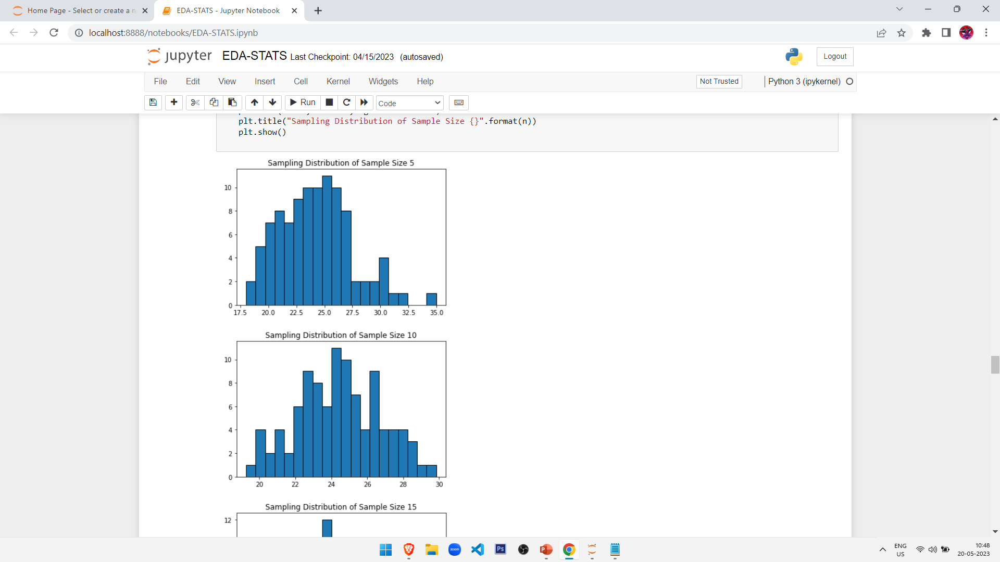 Home Page - Select or create a n
EDA-STATS - Jupyter Notebook
localhost:8888/notebooks/EDA-STATS.ipynb
jupyter EDA-STATS Last Checkpoint: 04/15/2023 (autosaved)
Logout
File Edit View Insert Cell Kernel Widgets Help
Not Trusted
Python 3 (ipykernel)
Run
Code
plt.title("Sampling Distribution of Sample Size {}".format(n))
plt.show()
Sampling Distribution of Sample Size 5
10
8
6
4
2
0
17.5 20.0 22.5 25.0 27.5 30.0 32.5 35.0
Sampling Distribution of Sample Size 10
10
8
6
4
2
0
20 22 24 26 28 30
Sampling Distribution of Sample Size 15
12
zoom
Ps
P
ENG
US
10:48
20-05-2023